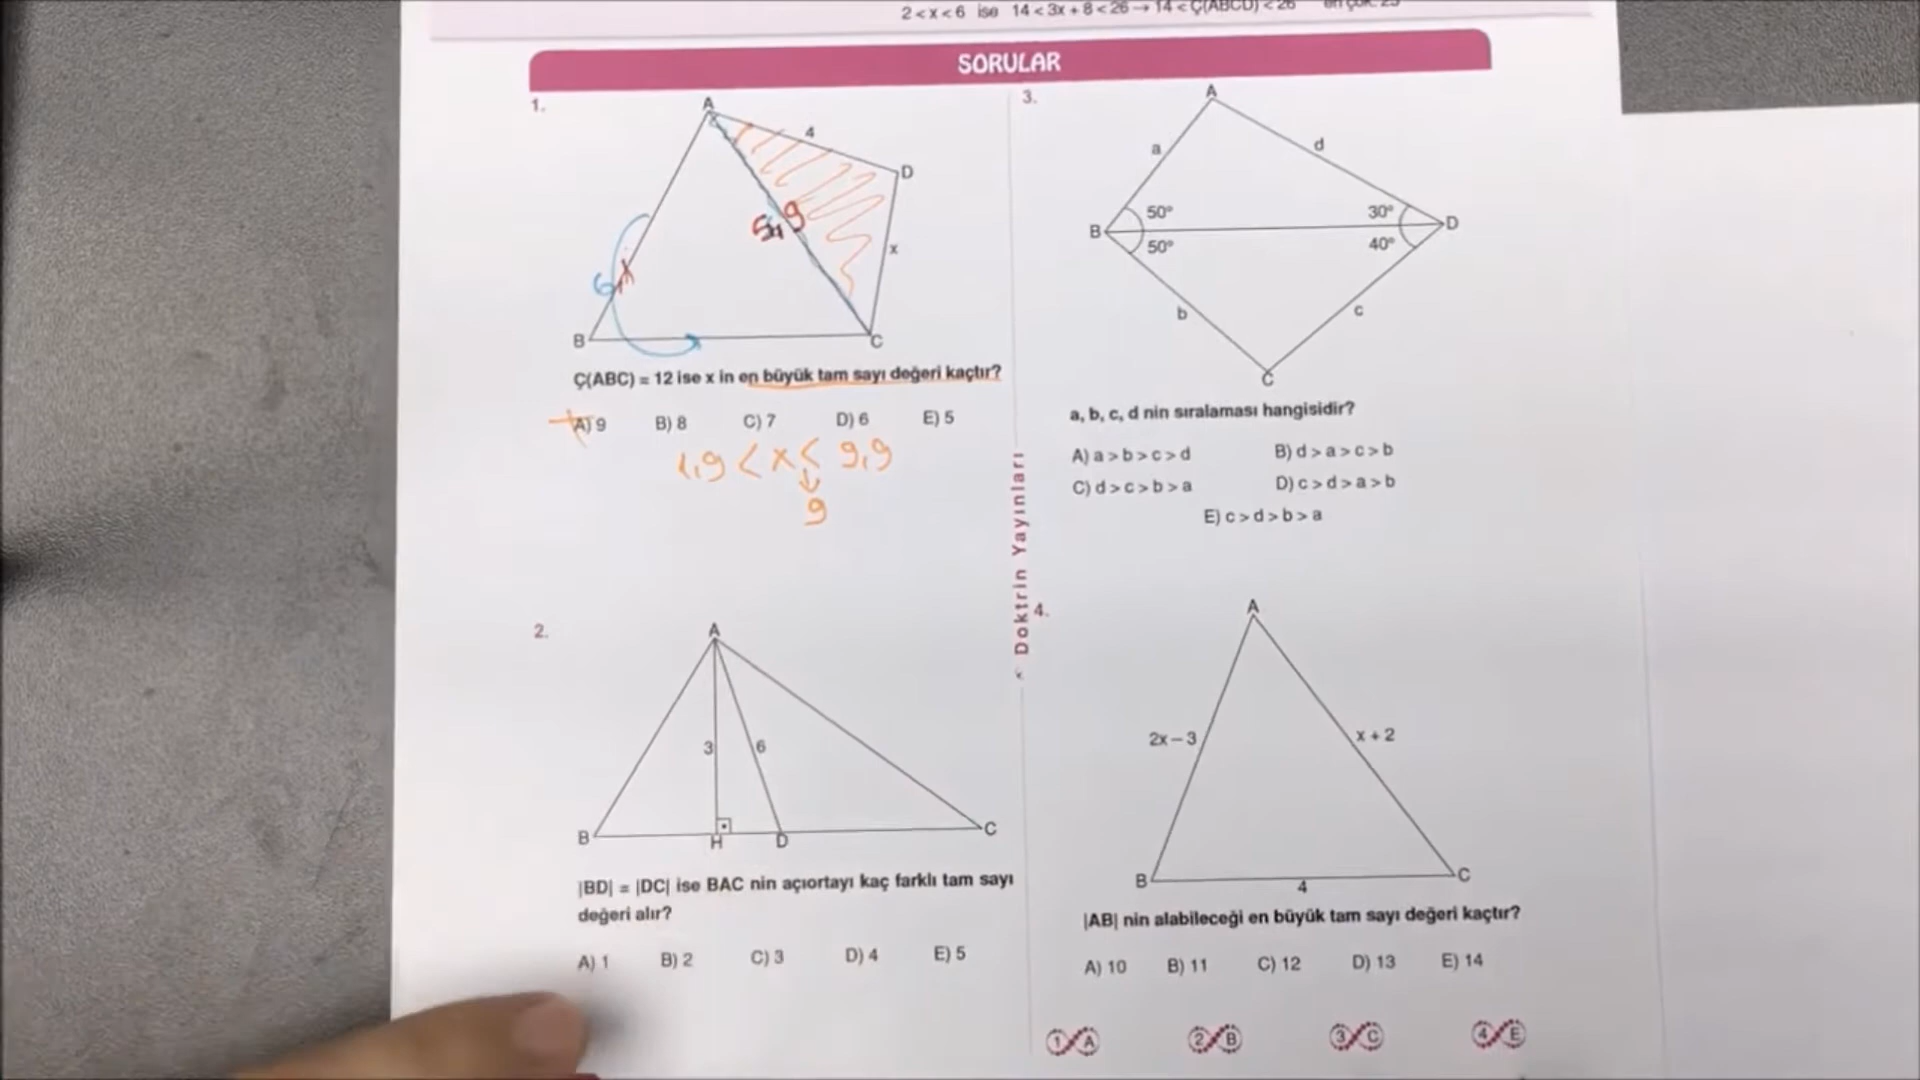 2 < x < 6 ise 14 < 3x + 8 < 26 → 14 < Ç(ABCD) < 26 en çok 25
SORULAR
1.
A
4
D
5,9
x
6,1
B
C
Ç(ABC) = 12 ise x in en büyük tam sayı değeri kaçtır?
A) 9 B) 8 C) 7 D) 6 E) 5
1,9 < x < 9,9
9
2.
A
3
6
B
H
D
C
|BD| = |DC| ise BAC nin açıortayı kaç farklı tam sayı
değeri alır?
A) 1 B) 2 C) 3 D) 4 E) 5
Doktrin Yayınları
3.
A
a
d
B
50°
50°
30°
40°
D
b
c
C
a, b, c, d nin sıralaması hangisidir?
A) a > b > c > d B) d > a > c > b
C) d > c > b > a D) c > d > a > b
E) c > d > b > a
4.
A
2x – 3
x + 2
B
4
C
|AB| nin alabileceği en büyük tam sayı değeri kaçtır?
A) 10 B) 11 C) 12 D) 13 E) 14
1 A 2 B 3 C 4 E